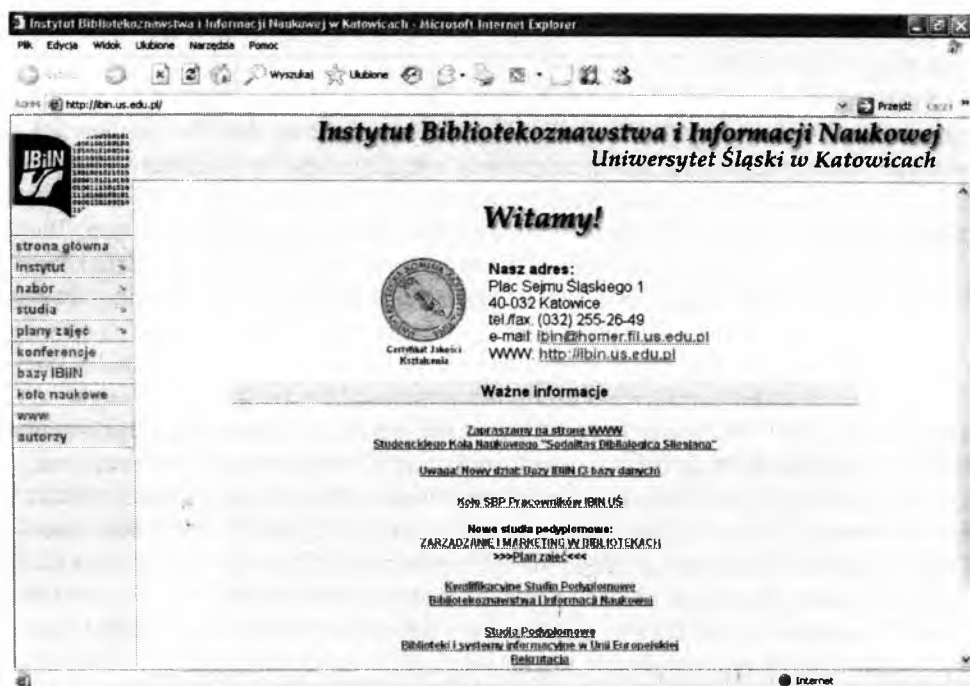 Instytut Bibliotekoznawstwa i Informacji Naukowej w Katowicach - Microsoft Internet Explorer
Plik Edycja Widok Ulubione Narzędzia Pomoc
Wyszukaj Ulubione
http://ibin.us.edu.pl/ Przejdź
Instytut Bibliotekoznawstwa i Informacji Naukowej
Uniwersytet Śląski w Katowicach
IBiIN
Witamy!
strona główna
instytut
nabór
studia
plany zajęć
konferencje
bazy IBiIN
koło naukowe
www
autorzy
Certyfikat Jakości
Kształcenia
Nasz adres:
Plac Sejmu Śląskiego 1
40-032 Katowice
tel./fax. (032) 255-26-49
e-mail: ibin@homer.fil.us.edu.pl
WWW: http://ibin.us.edu.pl
Ważne informacje
Zapraszamy na stronę WWW
Studenckiego Koła Naukowego "Sodalitas Bibliologica Silesiana"
Uwaga! Nowy dział: Bazy IBiIN (3 bazy danych)
Koło SBP Pracowników IBIN UŚ
Nowe studia podyplomowe:
ZARZĄDZANIE I MARKETING W BIBLIOTEKACH
>>>Plan zajęć<<<
Kwalifikacyjne Studia Podyplomowe
Bibliotekoznawstwa i Informacji Naukowej
Studia Podyplomowe
Biblioteki i systemy informacyjne w Unii Europejskiej
Rekrutacja
Internet